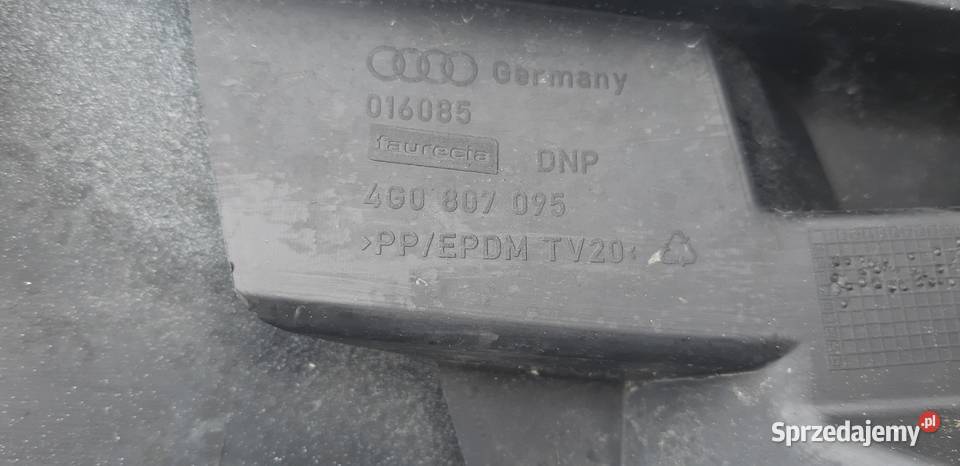 Germany
016085
faurecia DNP
4G0 807 095
>PP/EPDM TV20<
Sprzedajemy.pl